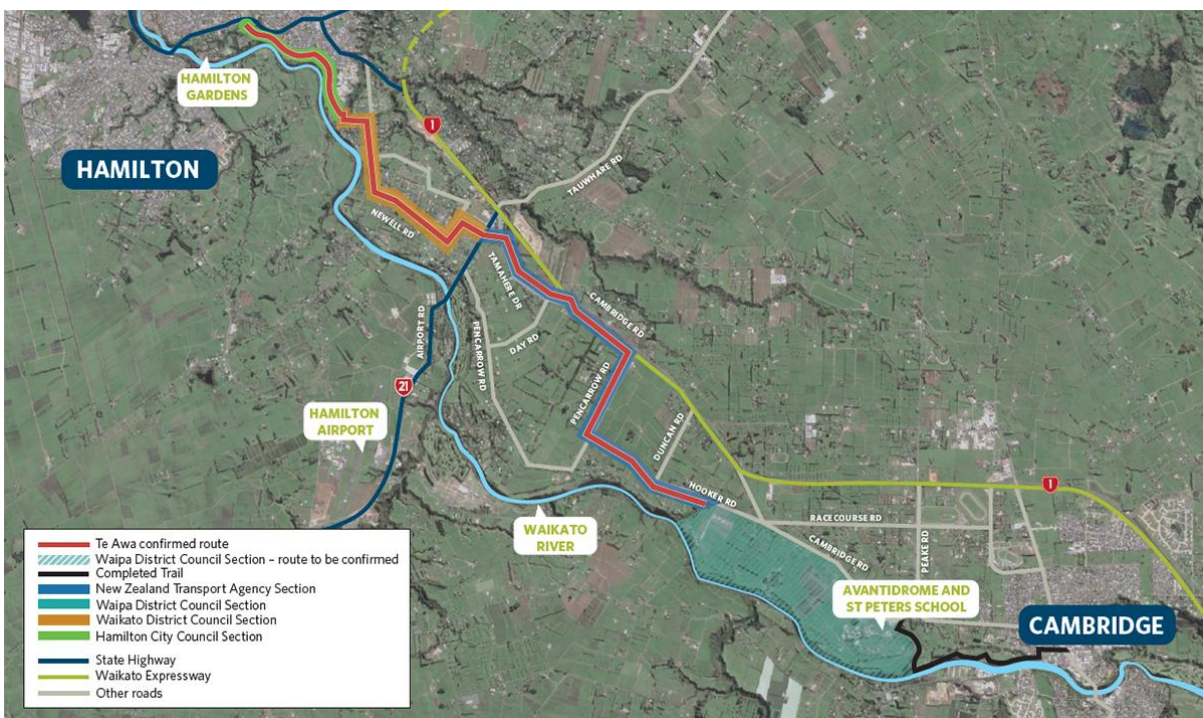 HAMILTON
GARDENS
1
HAMILTON
TAUWHARE RD
NEWELL RD
TAMAHERE DR
CAMBRIDGE RD
AIRPORT RD
PENCARROW RD
DAY RD
21
PENCARROW RD
HAMILTON
AIRPORT
DUNCAN RD
HOOKER RD
1
WAIKATO
RIVER
RACECOURSE RD
CAMBRIDGE RD
PEAKE RD
AVANTIDROME AND
ST PETERS SCHOOL
CAMBRIDGE
Te Awa confirmed route
Waipa District Council Section – route to be confirmed
Completed Trail
New Zealand Transport Agency Section
Waipa District Council Section
Waikato District Council Section
Hamilton City Council Section
State Highway
Waikato Expressway
Other roads